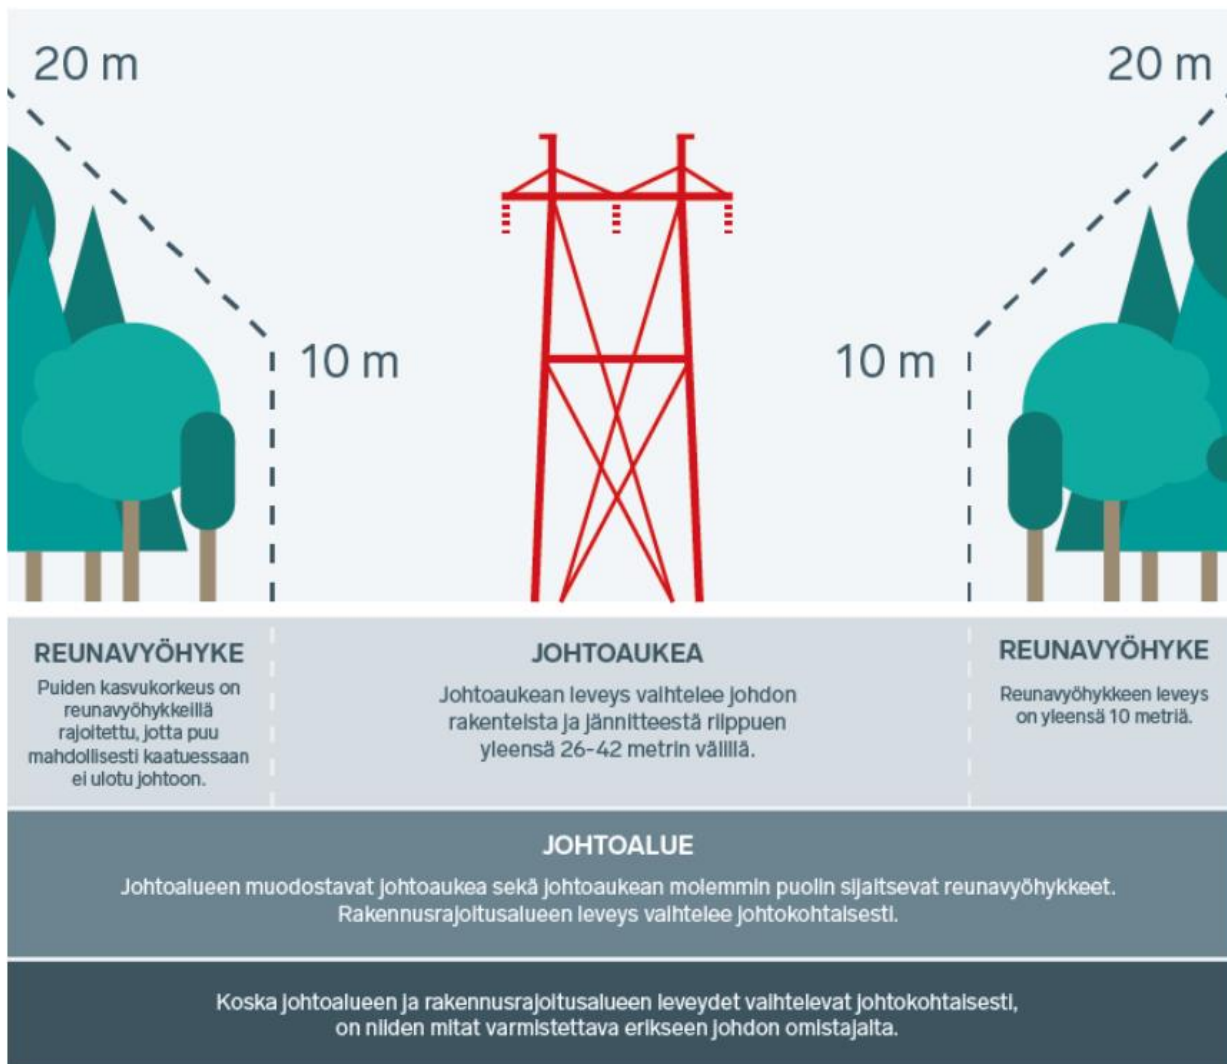 20 m
20 m
10 m
10 m
REUNAVYÖHYKE
Puiden kasvukorkeus on
reunavyöhykkeillä
rajoitettu, jotta puu
mahdollisesti kaatuessaan
ei ulotu johtoon.
JOHTOAUKEA
Johtoaukean leveys vaihtelee johdon
rakenteista ja jännitteestä riippuen
yleensä 26-42 metrin välillä.
REUNAVYÖHYKE
Reunavyöhykkeen leveys
on yleensä 10 metriä.
JOHTOALUE
Johtoalueen muodostavat johtoaukea sekä johtoaukean molemmin puolin sijaitsevat reunavyöhykkeet.
Rakennusrajoitusalueen leveys vaihtelee johtokohtaisesti.
Koska johtoalueen ja rakennusrajoitusalueen leveydet vaihtelevat johtokohtaisesti,
on niiden mitat varmistettava erikseen johdon omistajalta.